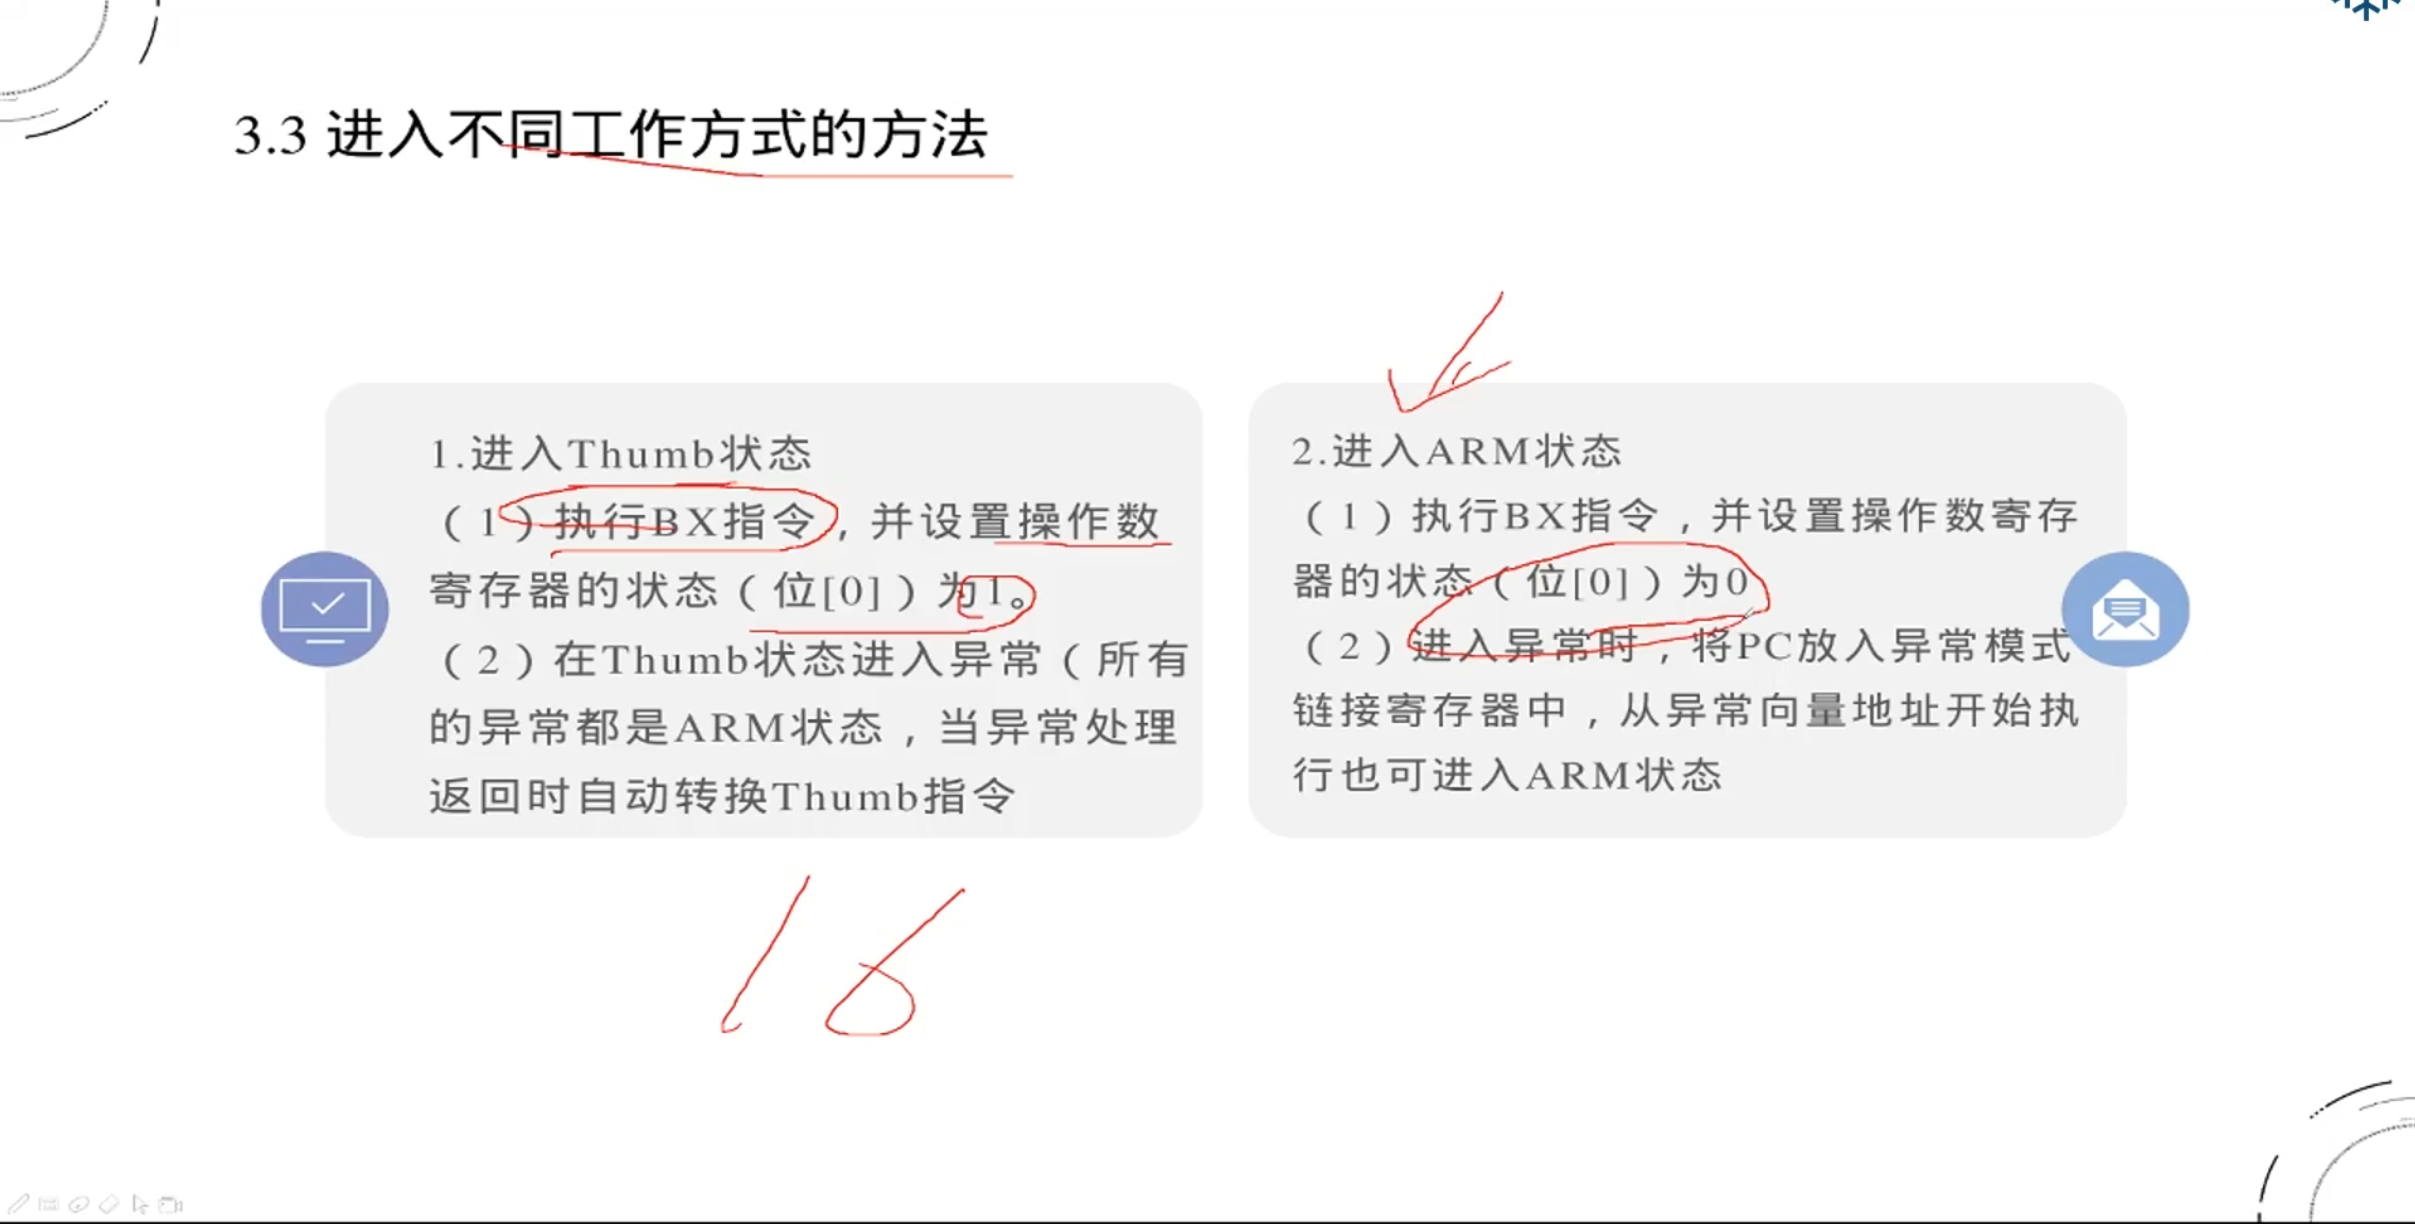 3.3 进入不同工作方式的方法
1.进入Thumb状态
（1）执行BX指令，并设置操作数
寄存器的状态（位[0]）为1。
（2）在Thumb状态进入异常（所有
的异常都是ARM状态，当异常处理
返回时自动转换Thumb指令
2.进入ARM状态
（1）执行BX指令，并设置操作数寄存
器的状态（位[0]）为0
（2）进入异常时，将PC放入异常模式
链接寄存器中，从异常向量地址开始执
行也可进入ARM状态
16